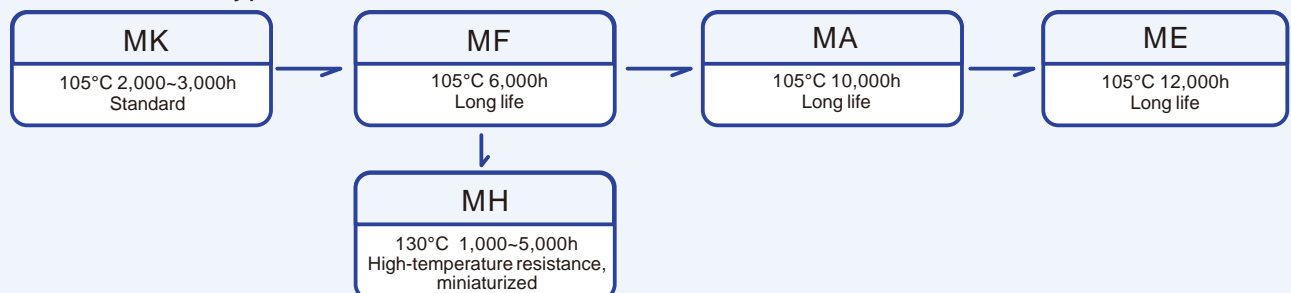 MK
105°C 2,000~3,000h
Standard
MF
105°C 6,000h
Long life
MA
105°C 10,000h
Long life
ME
105°C 12,000h
Long life
MH
130°C 1,000~5,000h
High-temperature resistance,
miniaturized